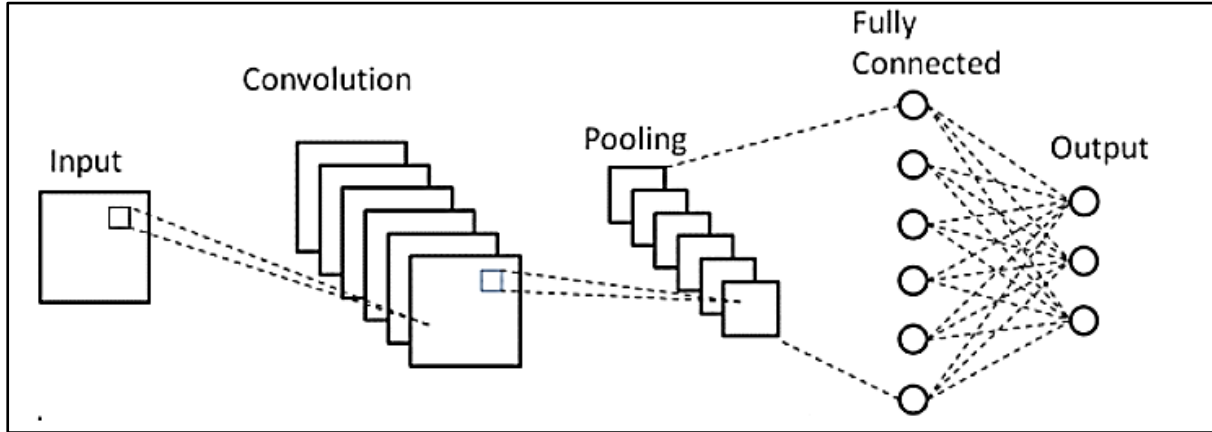 Input
Convolution
Pooling
Fully
Connected
Output